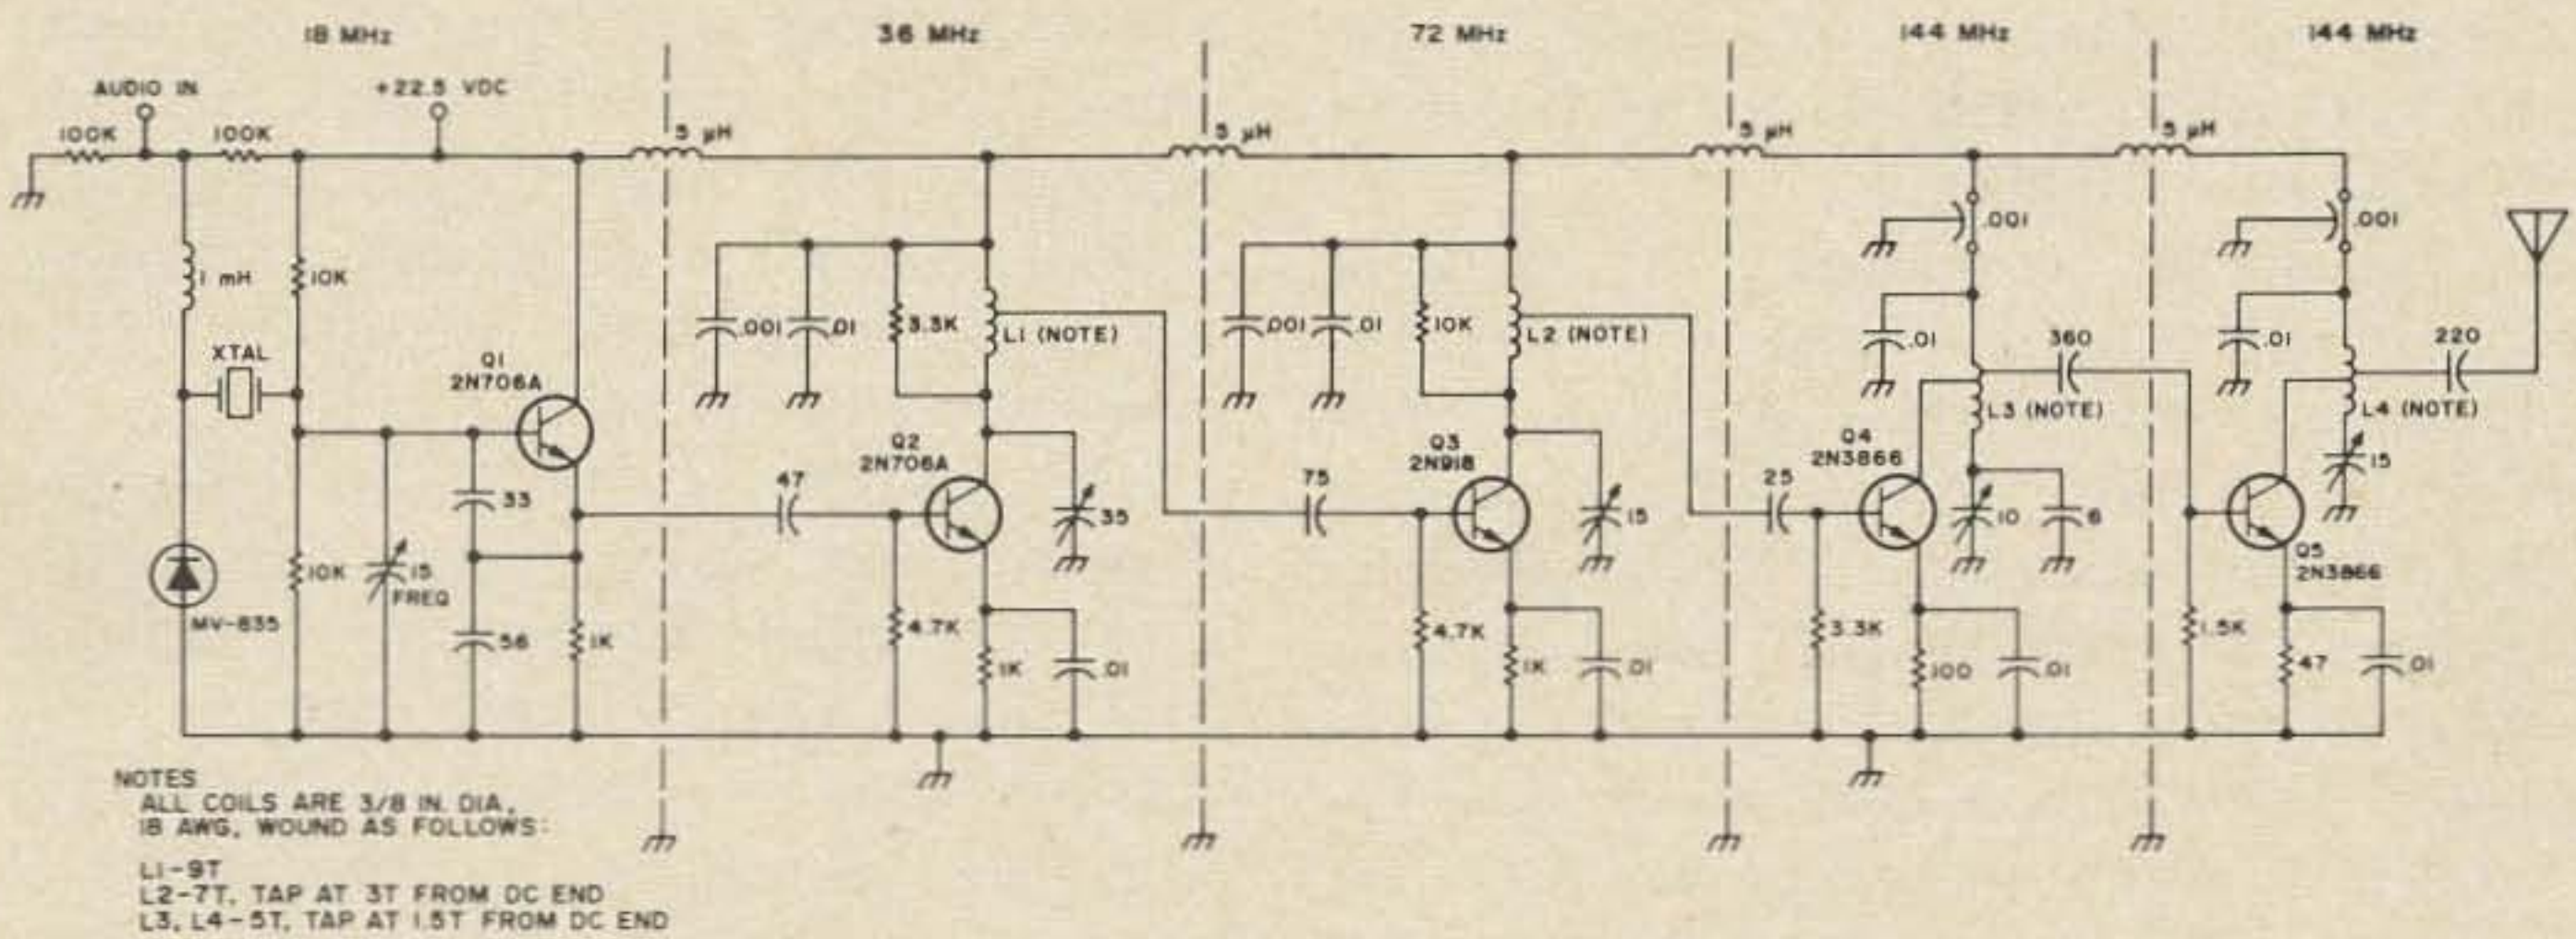 18 MHz
36 MHz
72 MHz
144 MHz
144 MHz
AUDIO IN
+22.5 VDC
100K
100K
5 µH
5 µH
5 µH
5 µH
1 mH
10K
XTAL
Q1
2N706A
33
10K
15
FREQ
MV-835
56
1K
.001
.01
3.3K
L1 (NOTE)
Q2
2N706A
47
35
4.7K
1K
.01
.001
.01
10K
L2 (NOTE)
Q3
2N918
75
15
4.7K
1K
.01
.001
.01
360
L3 (NOTE)
Q4
2N3866
25
10
6
3.3K
100
.01
.001
.01
220
L4 (NOTE)
15
Q5
2N3866
1.5K
47
.01
NOTES
ALL COILS ARE 3/8 IN. DIA.,
18 AWG, WOUND AS FOLLOWS:
L1-9T
L2-7T, TAP AT 3T FROM DC END
L3, L4-5T, TAP AT 1.5T FROM DC END